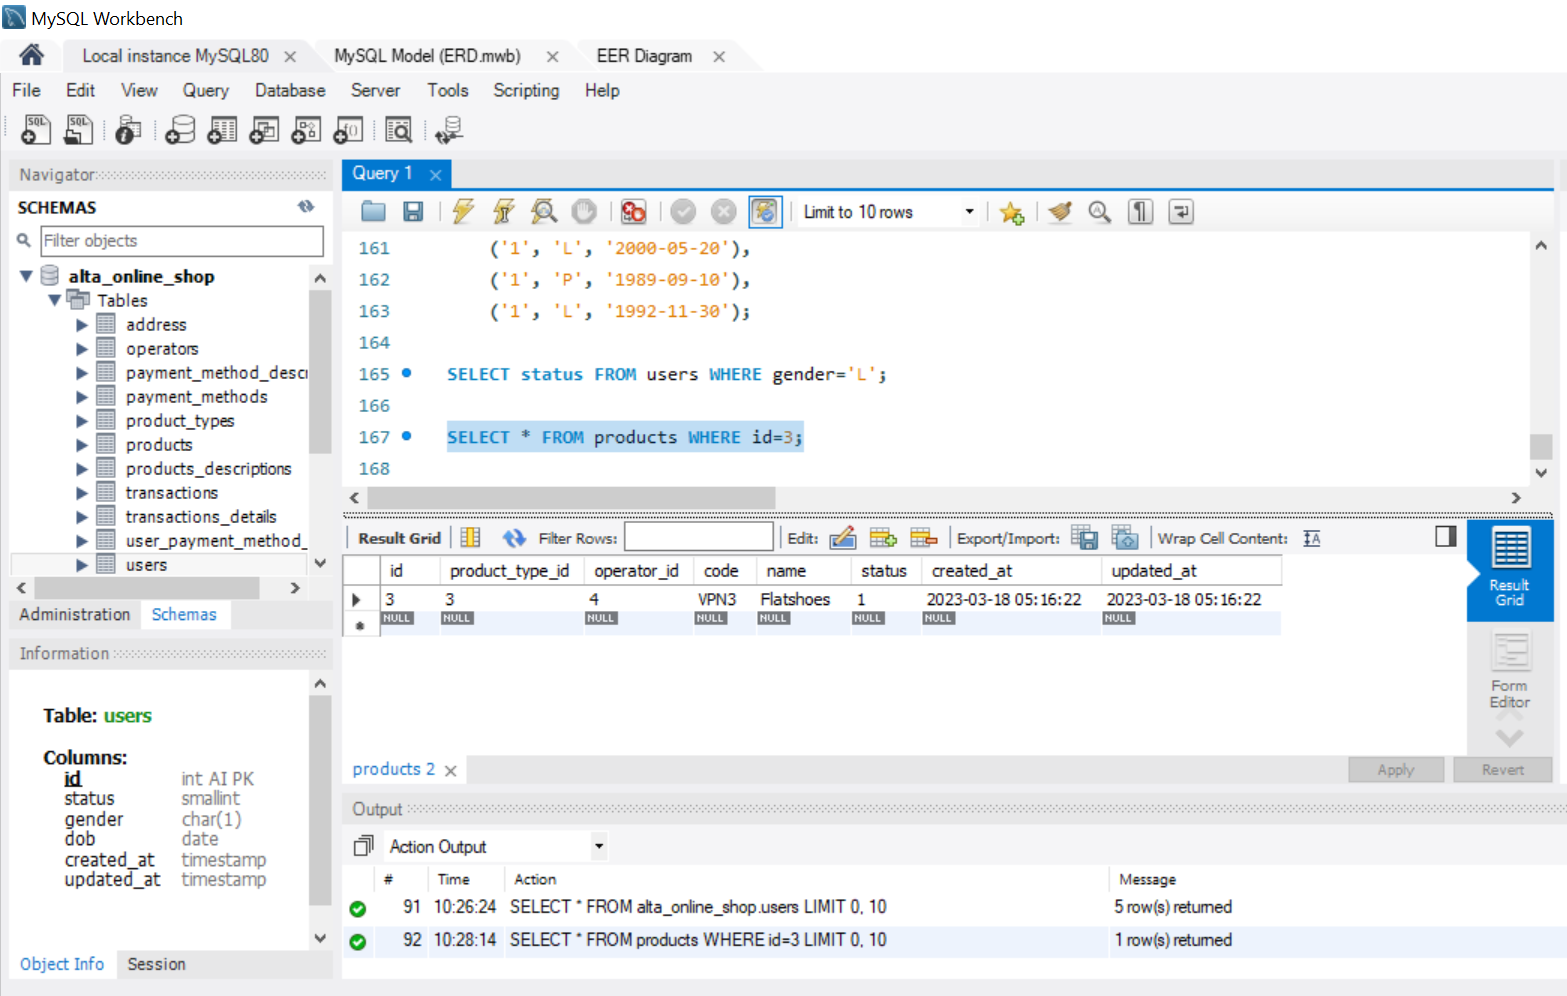 MySQL Workbench
Local instance MySQL80 MySQL Model (ERD.mwb) EER Diagram
File Edit View Query Database Server Tools Scripting Help
SQL SQL
Navigator
SCHEMAS
Filter objects
alta_online_shop
Tables
address
operators
payment_method_descr
payment_methods
product_types
products
products_descriptions
transactions
transactions_details
user_payment_method_
users
Administration Schemas
Information
Table: users
Columns:
id int AI PK
status smallint
gender char(1)
dob date
created_at timestamp
updated_at timestamp
Object Info Session
Query 1
Limit to 10 rows
161 ('1', 'L', '2000-05-20'),
162 ('1', 'P', '1989-09-10'),
163 ('1', 'L', '1992-11-30');
164
165 SELECT status FROM users WHERE gender='L';
166
167 SELECT * FROM products WHERE id=3;
168
Result Grid Filter Rows: Edit: Export/Import: Wrap Cell Content:
id product_type_id operator_id code name status created_at updated_at
3 3 4 VPN3 Flatshoes 1 2023-03-18 05:16:22 2023-03-18 05:16:22
NULL NULL NULL NULL NULL NULL NULL NULL
Result
Grid
Form
Editor
products 2 Apply Revert
Output
Action Output
# Time Action Message
91 10:26:24 SELECT * FROM alta_online_shop.users LIMIT 0, 10 5 row(s) returned
92 10:28:14 SELECT * FROM products WHERE id=3 LIMIT 0, 10 1 row(s) returned